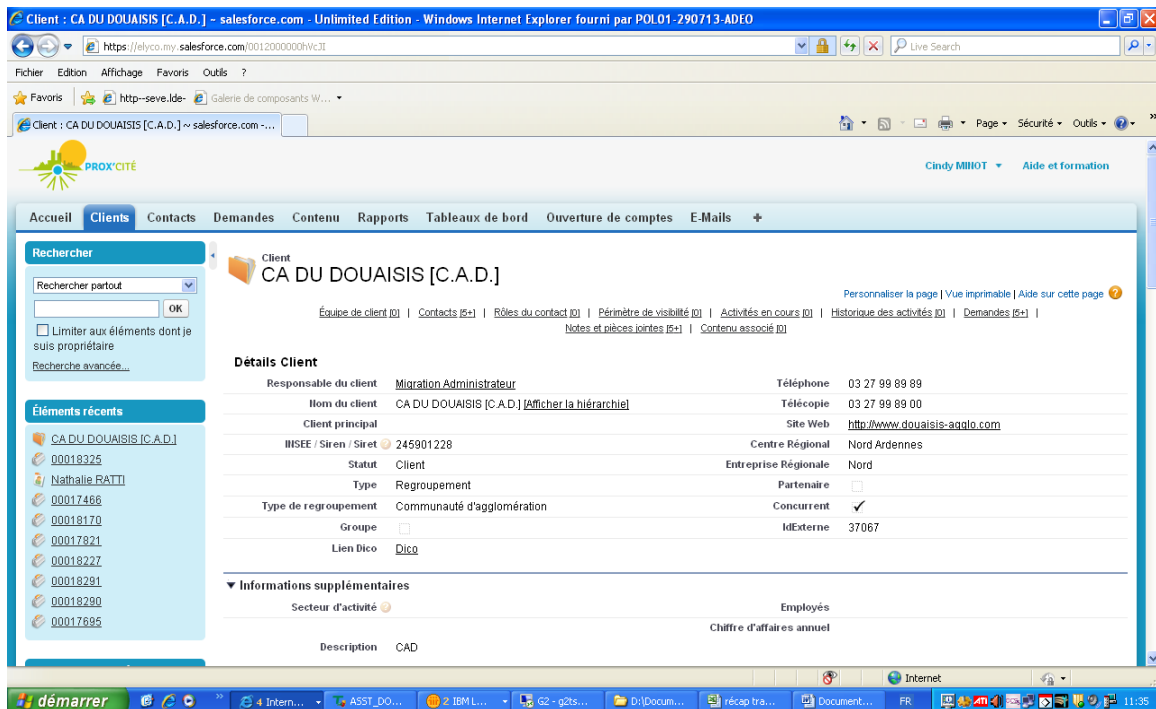 Client : CA DU DOUAISIS [C.A.D.] ~ salesforce.com - Unlimited Edition - Windows Internet Explorer fourni par POL01-290713-ADEO
https://elyco.my.salesforce.com/0012000000hVcJI
Live Search
Fichier Edition Affichage Favoris Outils ?
Favoris http--seve.lde- Galerie de composants W...
Client : CA DU DOUAISIS [C.A.D.] ~ salesforce.com -...
Page Sécurité Outils
PROX'CITÉ
Cindy MINOT Aide et formation
Accueil Clients Contacts Demandes Contenu Rapports Tableaux de bord Ouverture de comptes E-Mails +
Rechercher
Rechercher partout
OK
Limiter aux éléments dont je
suis propriétaire
Recherche avancée...
Éléments récents
CA DU DOUAISIS [C.A.D.]
00018325
Nathalie RATTI
00017466
00018170
00017821
00018227
00018291
00018290
00017695
Client
CA DU DOUAISIS [C.A.D.]
Personnaliser la page | Vue imprimable | Aide sur cette page ?
Équipe de client [0] | Contacts [5+] | Rôles du contact [0] | Périmètre de visibilité [0] | Activités en cours [0] | Historique des activités [0] | Demandes [5+] |
Notes et pièces jointes [5+] | Contenu associé [0]
Détails Client
Responsable du client Migration Administrateur Téléphone 03 27 99 89 89
Nom du client CA DU DOUAISIS [C.A.D.] [Afficher la hiérarchie] Télécopie 03 27 99 89 00
Client principal Site Web http://www.douaisis-agglo.com
INSEE / Siren / Siret 245901228 Centre Régional Nord Ardennes
Statut Client Entreprise Régionale Nord
Type Regroupement Partenaire
Type de regroupement Communauté d'agglomération Concurrent
Groupe IdExterne 37067
Lien Dico Dico
Informations supplémentaires
Secteur d'activité Employés
Chiffre d'affaires annuel
Description CAD
Internet
démarrer 4 Intern... ASST_DO... 2 IBM L... G2 - g2ts... D:\Docum... récap tra... Document... FR 11:35